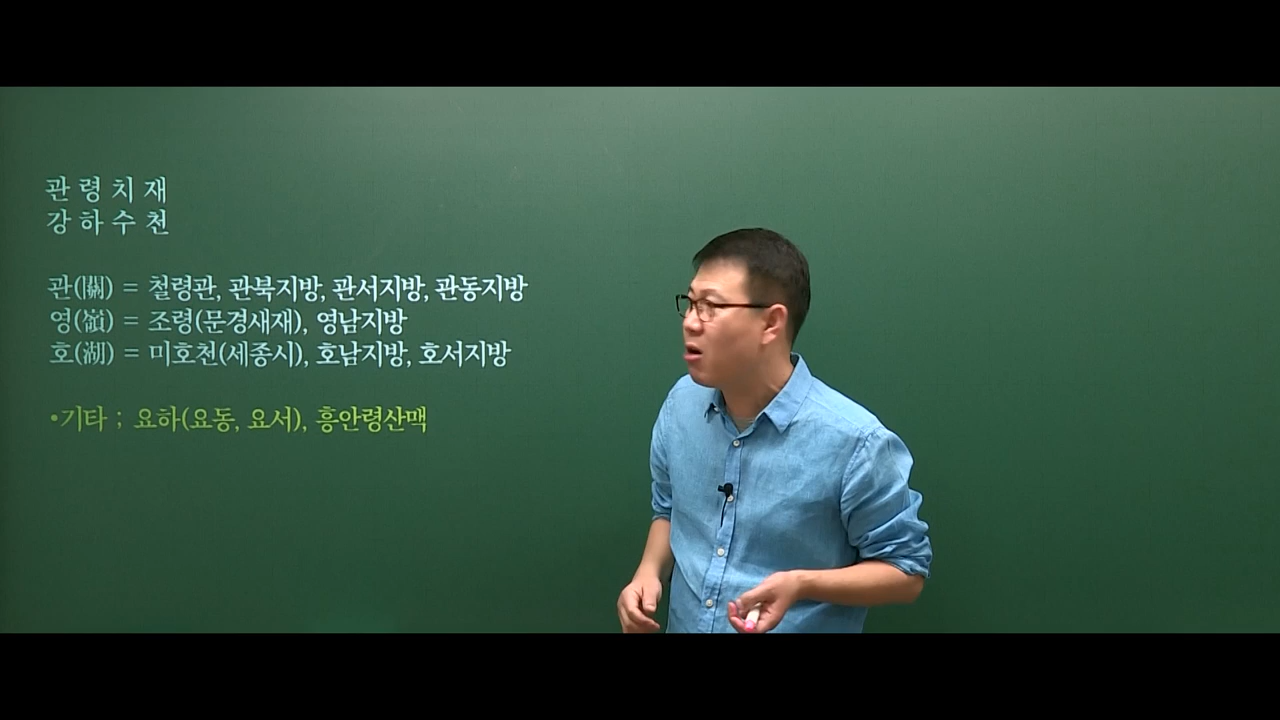 관 령 치 재
강 하 수 천
관(關) = 철령관, 관북지방, 관서지방, 관동지방
영(嶺) = 조령(문경새재), 영남지방
호(湖) = 미호천(세종시), 호남지방, 호서지방
•기타 ; 요하(요동, 요서), 흥안령산맥